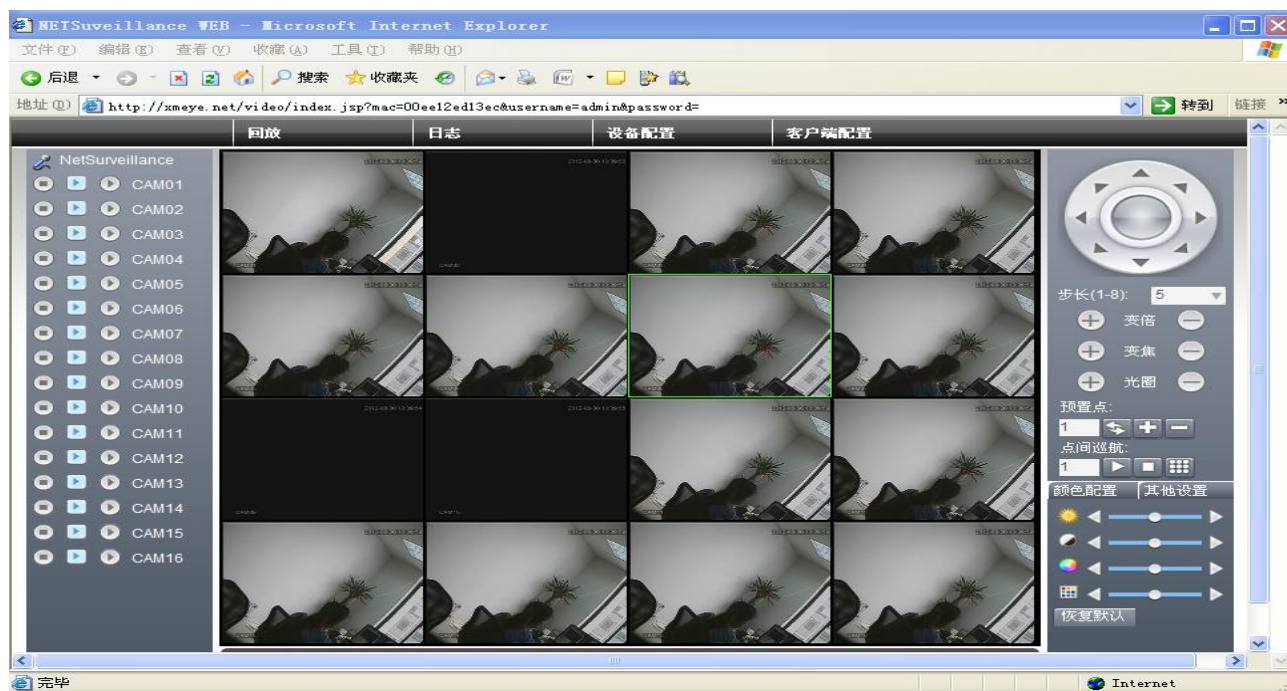 NETSuveillance WEB - Microsoft Internet Explorer
文件(F) 编辑(E) 查看(V) 收藏(A) 工具(T) 帮助(H)
后退 搜索 收藏夹
地址(D) http://xmeye.net/video/index.jsp?mac=00ee12ed13ec&username=admin&password= 转到 链接 »
回放 日志 设备配置 客户端配置
NetSurveillance
CAM01
CAM02
CAM03
CAM04
CAM05
CAM06
CAM07
CAM08
CAM09
CAM10
CAM11
CAM12
CAM13
CAM14
CAM15
CAM16
步长(1-8): 5
变倍
变焦
光圈
预置点:
1
点间巡航:
1
颜色配置 其他设置
恢复默认
完毕 Internet